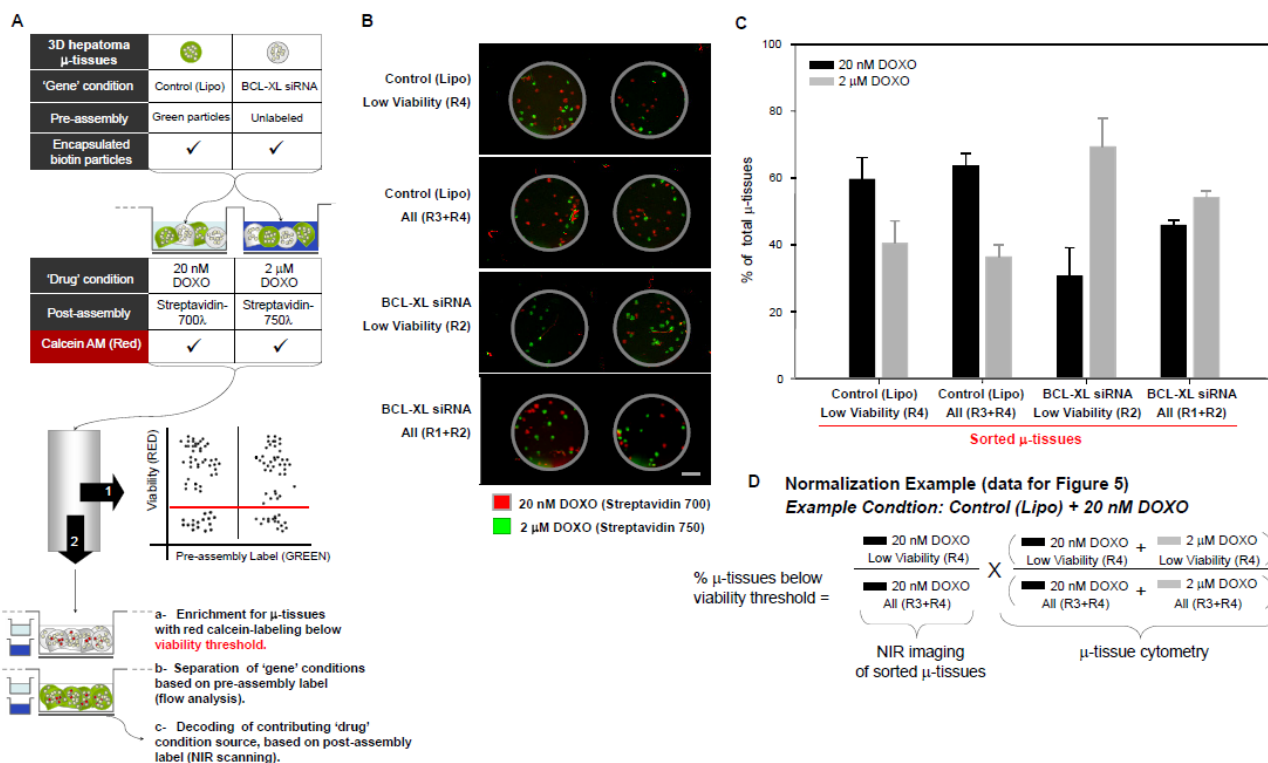 A
3D hepatoma
μ-tissues
'Gene' condition
Control (Lipo)
BCL-XL siRNA
Pre-assembly
Green particles
Unlabeled
Encapsulated
biotin particles
✓
✓
'Drug' condition
20 nM
DOXO
2 μM
DOXO
Post-assembly
Streptavidin-
700λ
Streptavidin-
750λ
Calcein AM (Red)
✓
✓
1
2
Viability (RED)
Pre-assembly Label (GREEN)
a- Enrichment for μ-tissues
with red calcein-labeling below
viability threshold.
b- Separation of 'gene' conditions
based on pre-assembly label
(flow analysis).
c- Decoding of contributing 'drug'
condition source, based on post-assembly
label (NIR scanning).
B
Control (Lipo)
Low Viability (R4)
Control (Lipo)
All (R3+R4)
BCL-XL siRNA
Low Viability (R2)
BCL-XL siRNA
All (R1+R2)
20 nM DOXO (Streptavidin 700)
2 μM DOXO (Streptavidin 750)
C
% of total μ-tissues
100
80
60
40
20
0
20 nM DOXO
2 μM DOXO
Control (Lipo)
Low Viability (R4)
Control (Lipo)
All (R3+R4)
BCL-XL siRNA
Low Viability (R2)
BCL-XL siRNA
All (R1+R2)
Sorted μ-tissues
D
Normalization Example (data for Figure 5)
Example Condtion: Control (Lipo) + 20 nM DOXO
% μ-tissues below
viability threshold =
20 nM DOXO
Low Viability (R4)
20 nM DOXO
All (R3+R4)
X
( 20 nM DOXO
Low Viability (R4)
+
2 μM DOXO
Low Viability (R4) )
( 20 nM DOXO
All (R3+R4)
+
2 μM DOXO
All (R3+R4) )
NIR imaging
of sorted μ-tissues
μ-tissue cytometry